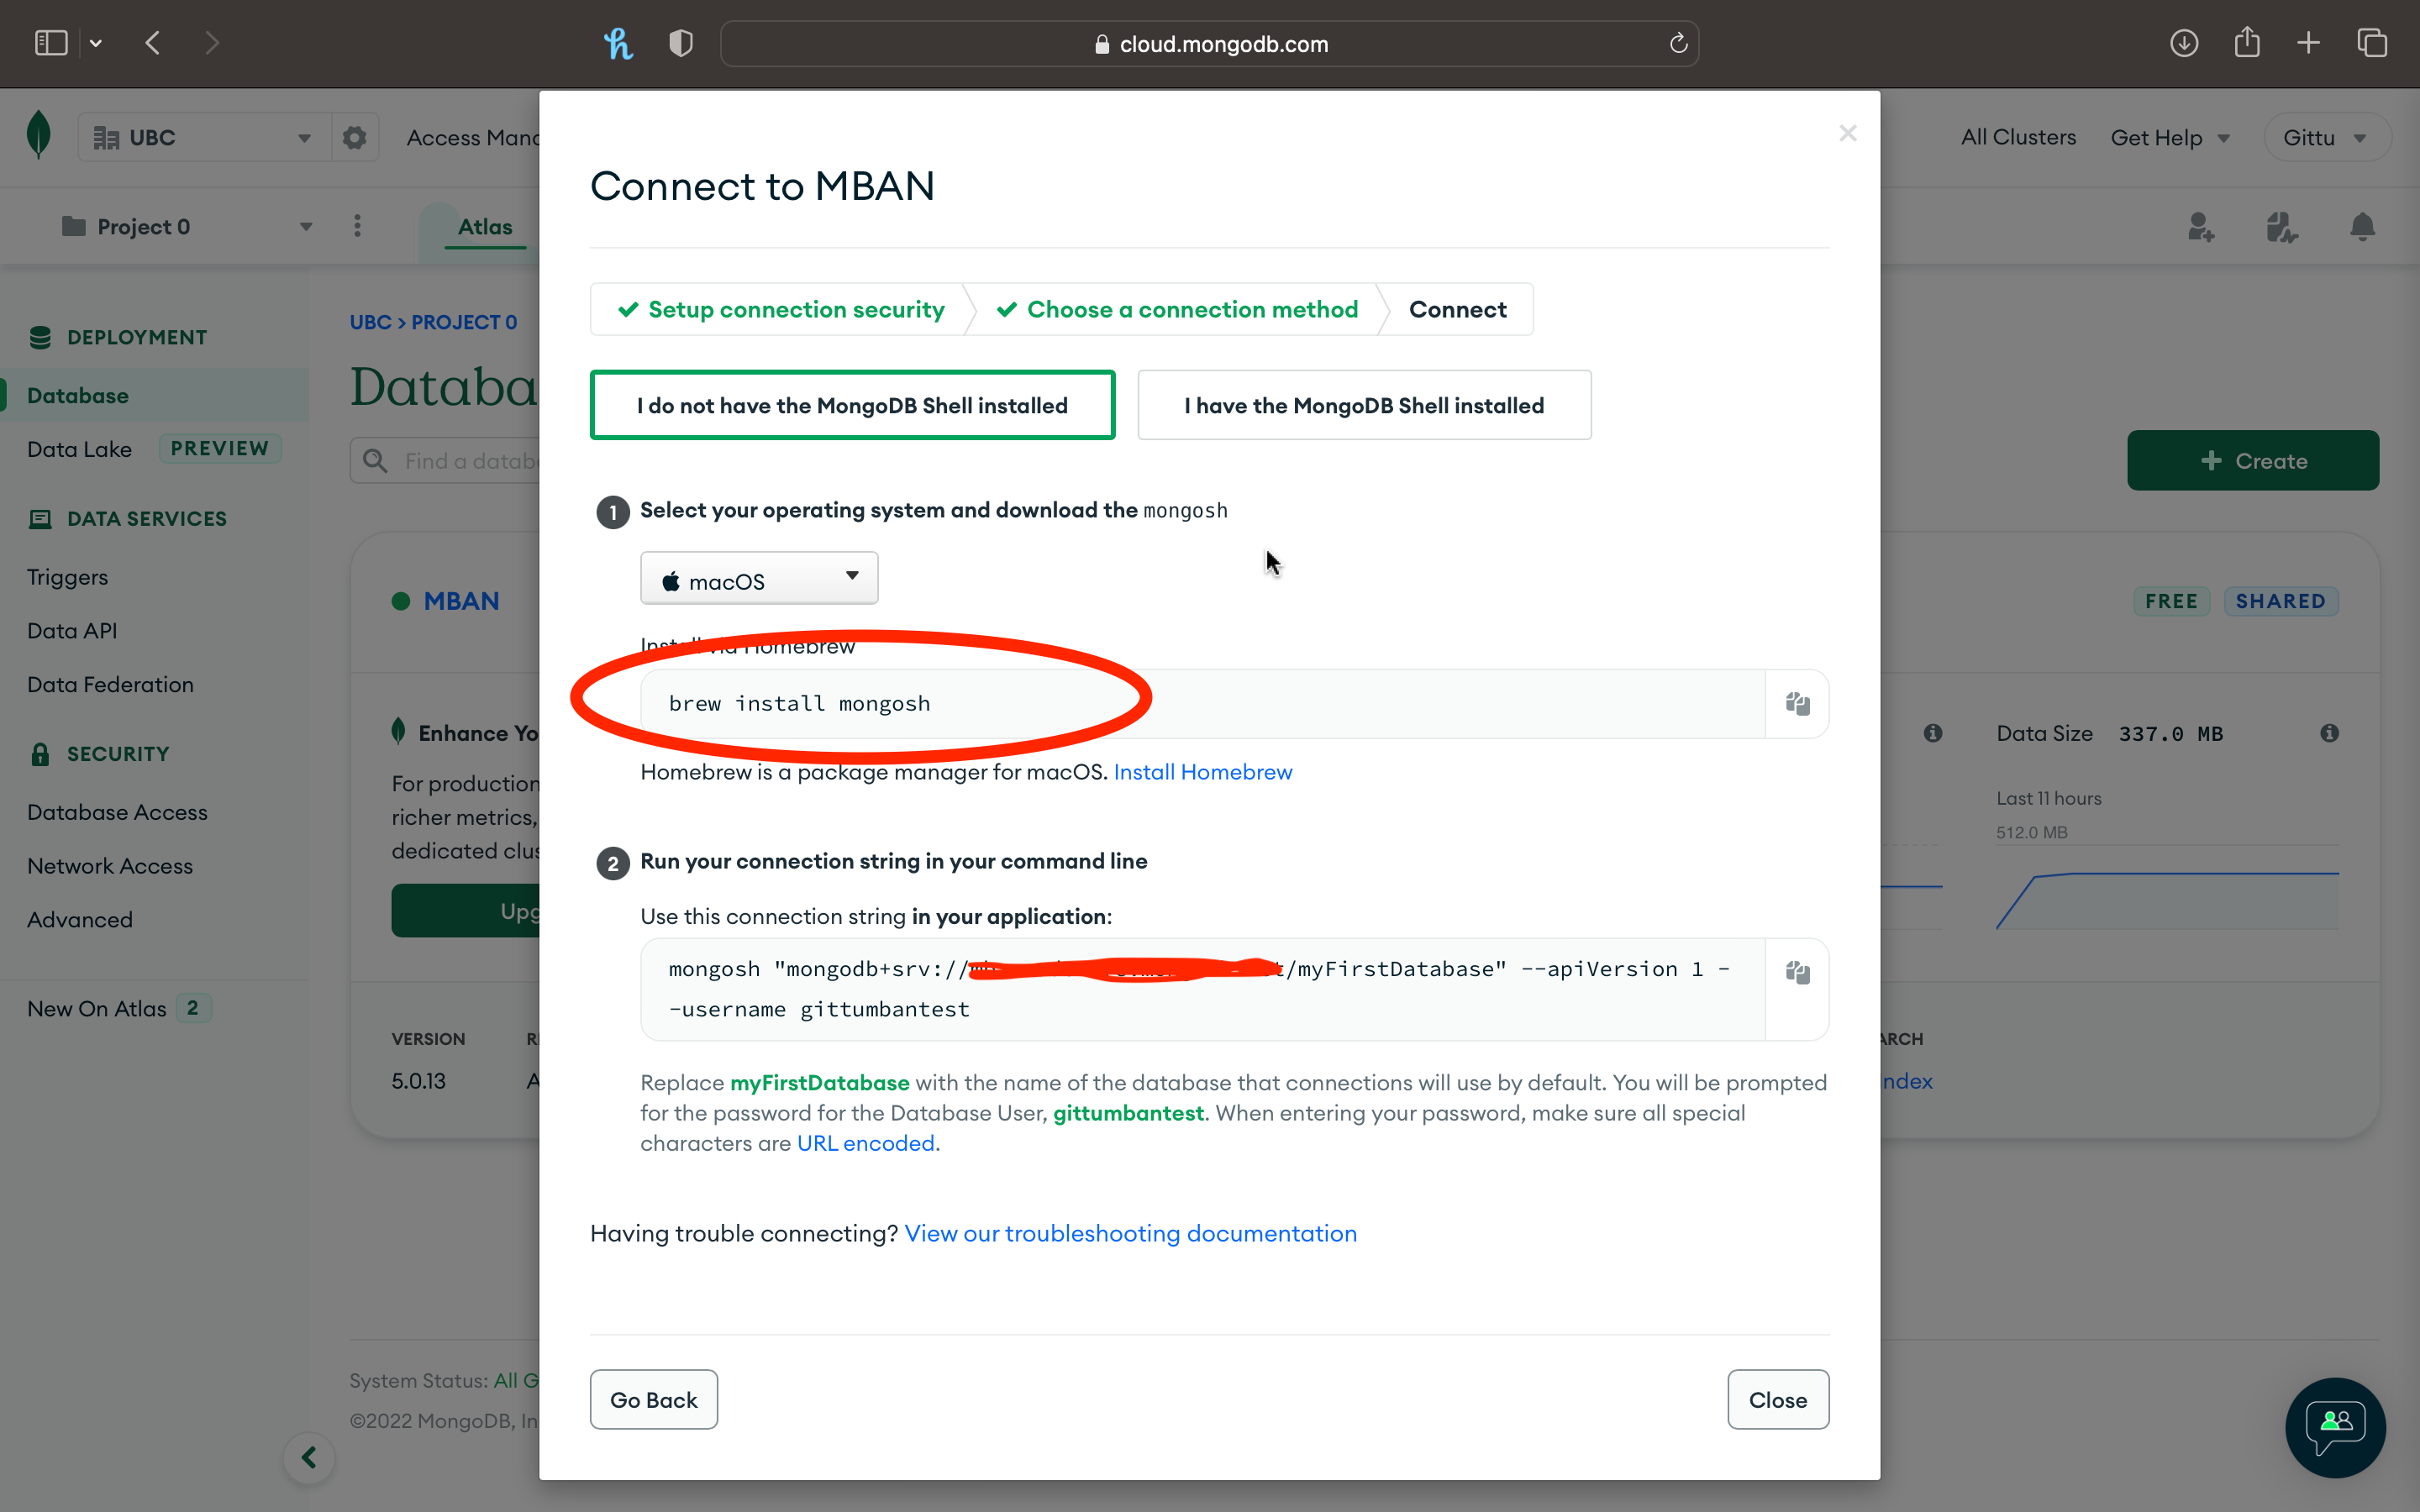 cloud.mongodb.com
UBC
Access Mana
All Clusters
Get Help
Gittu
Project 0
Atlas
DEPLOYMENT
Database
Data Lake PREVIEW
DATA SERVICES
Triggers
Data API
Data Federation
SECURITY
Database Access
Network Access
Advanced
New On Atlas 2
UBC > PROJECT 0
Databa
Find a datab
+ Create
MBAN
FREE SHARED
Enhance Yo
For production
richer metrics,
dedicated clus
Upg
VERSION
5.0.13
Data Size 337.0 MB
Last 11 hours
512.0 MB
ARCH
Index
System Status: All G
©2022 MongoDB, In
Connect to MBAN
Setup connection security
Choose a connection method
Connect
I do not have the MongoDB Shell installed
I have the MongoDB Shell installed
1 Select your operating system and download the mongosh
macOS
Install via Homebrew
brew install mongosh
Homebrew is a package manager for macOS. Install Homebrew
2 Run your connection string in your command line
Use this connection string in your application:
mongosh "mongodb+srv:// /myFirstDatabase" --apiVersion 1 -
-username gittumbantest
Replace myFirstDatabase with the name of the database that connections will use by default. You will be prompted
for the password for the Database User, gittumbantest. When entering your password, make sure all special
characters are URL encoded.
Having trouble connecting? View our troubleshooting documentation
Go Back
Close